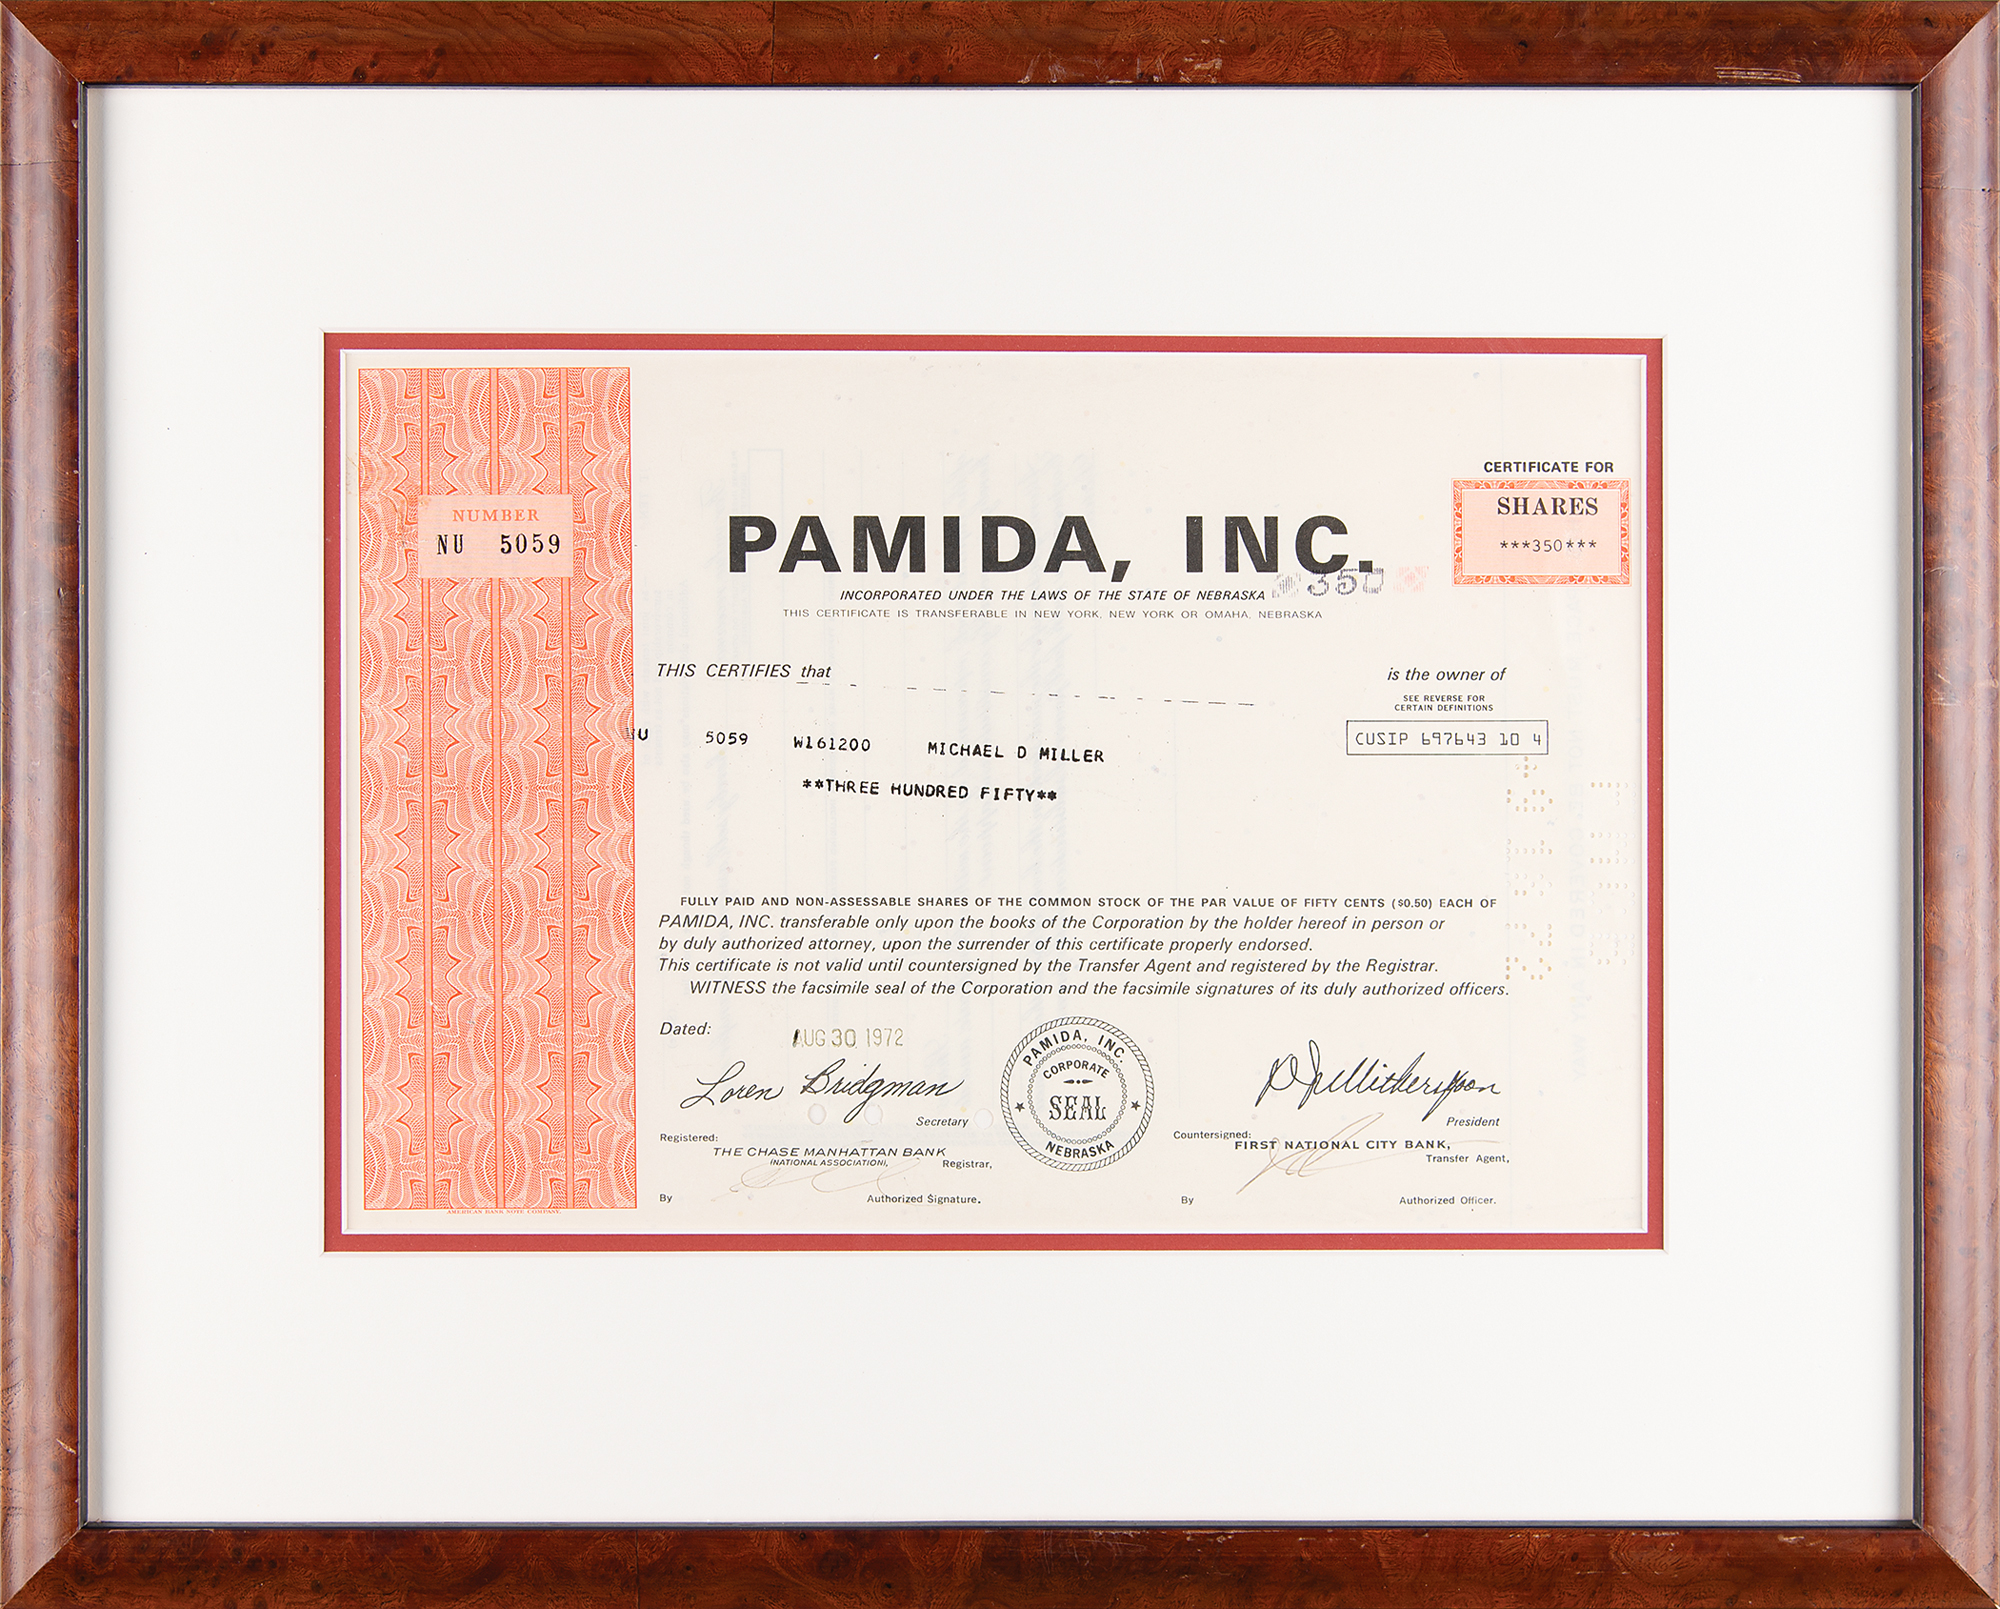 NUMBER
NU 5059
CERTIFICATE FOR
SHARES
***350***
PAMIDA, INC.
350
INCORPORATED UNDER THE LAWS OF THE STATE OF NEBRASKA
THIS CERTIFICATE IS TRANSFERABLE IN NEW YORK, NEW YORK OR OMAHA, NEBRASKA
THIS CERTIFIES that
is the owner of
SEE REVERSE FOR
CERTAIN DEFINITIONS
CUSIP 697643 10 4
NU 5059 W161200 MICHAEL D MILLER
**THREE HUNDRED FIFTY**
FULLY PAID AND NON-ASSESSABLE SHARES OF THE COMMON STOCK OF THE PAR VALUE OF FIFTY CENTS ($0.50) EACH OF
PAMIDA, INC. transferable only upon the books of the Corporation by the holder hereof in person or
by duly authorized attorney, upon the surrender of this certificate properly endorsed.
This certificate is not valid until countersigned by the Transfer Agent and registered by the Registrar.
WITNESS the facsimile seal of the Corporation and the facsimile signatures of its duly authorized officers.
Dated: AUG 30 1972
Loren Bridgman
Secretary
PAMIDA, INC.
CORPORATE
SEAL
NEBRASKA
President
Registered:
THE CHASE MANHATTAN BANK
(NATIONAL ASSOCIATION),
Registrar,
By
Authorized Signature.
Countersigned:
FIRST NATIONAL CITY BANK,
Transfer Agent,
By
Authorized Officer.
AMERICAN BANK NOTE COMPANY.